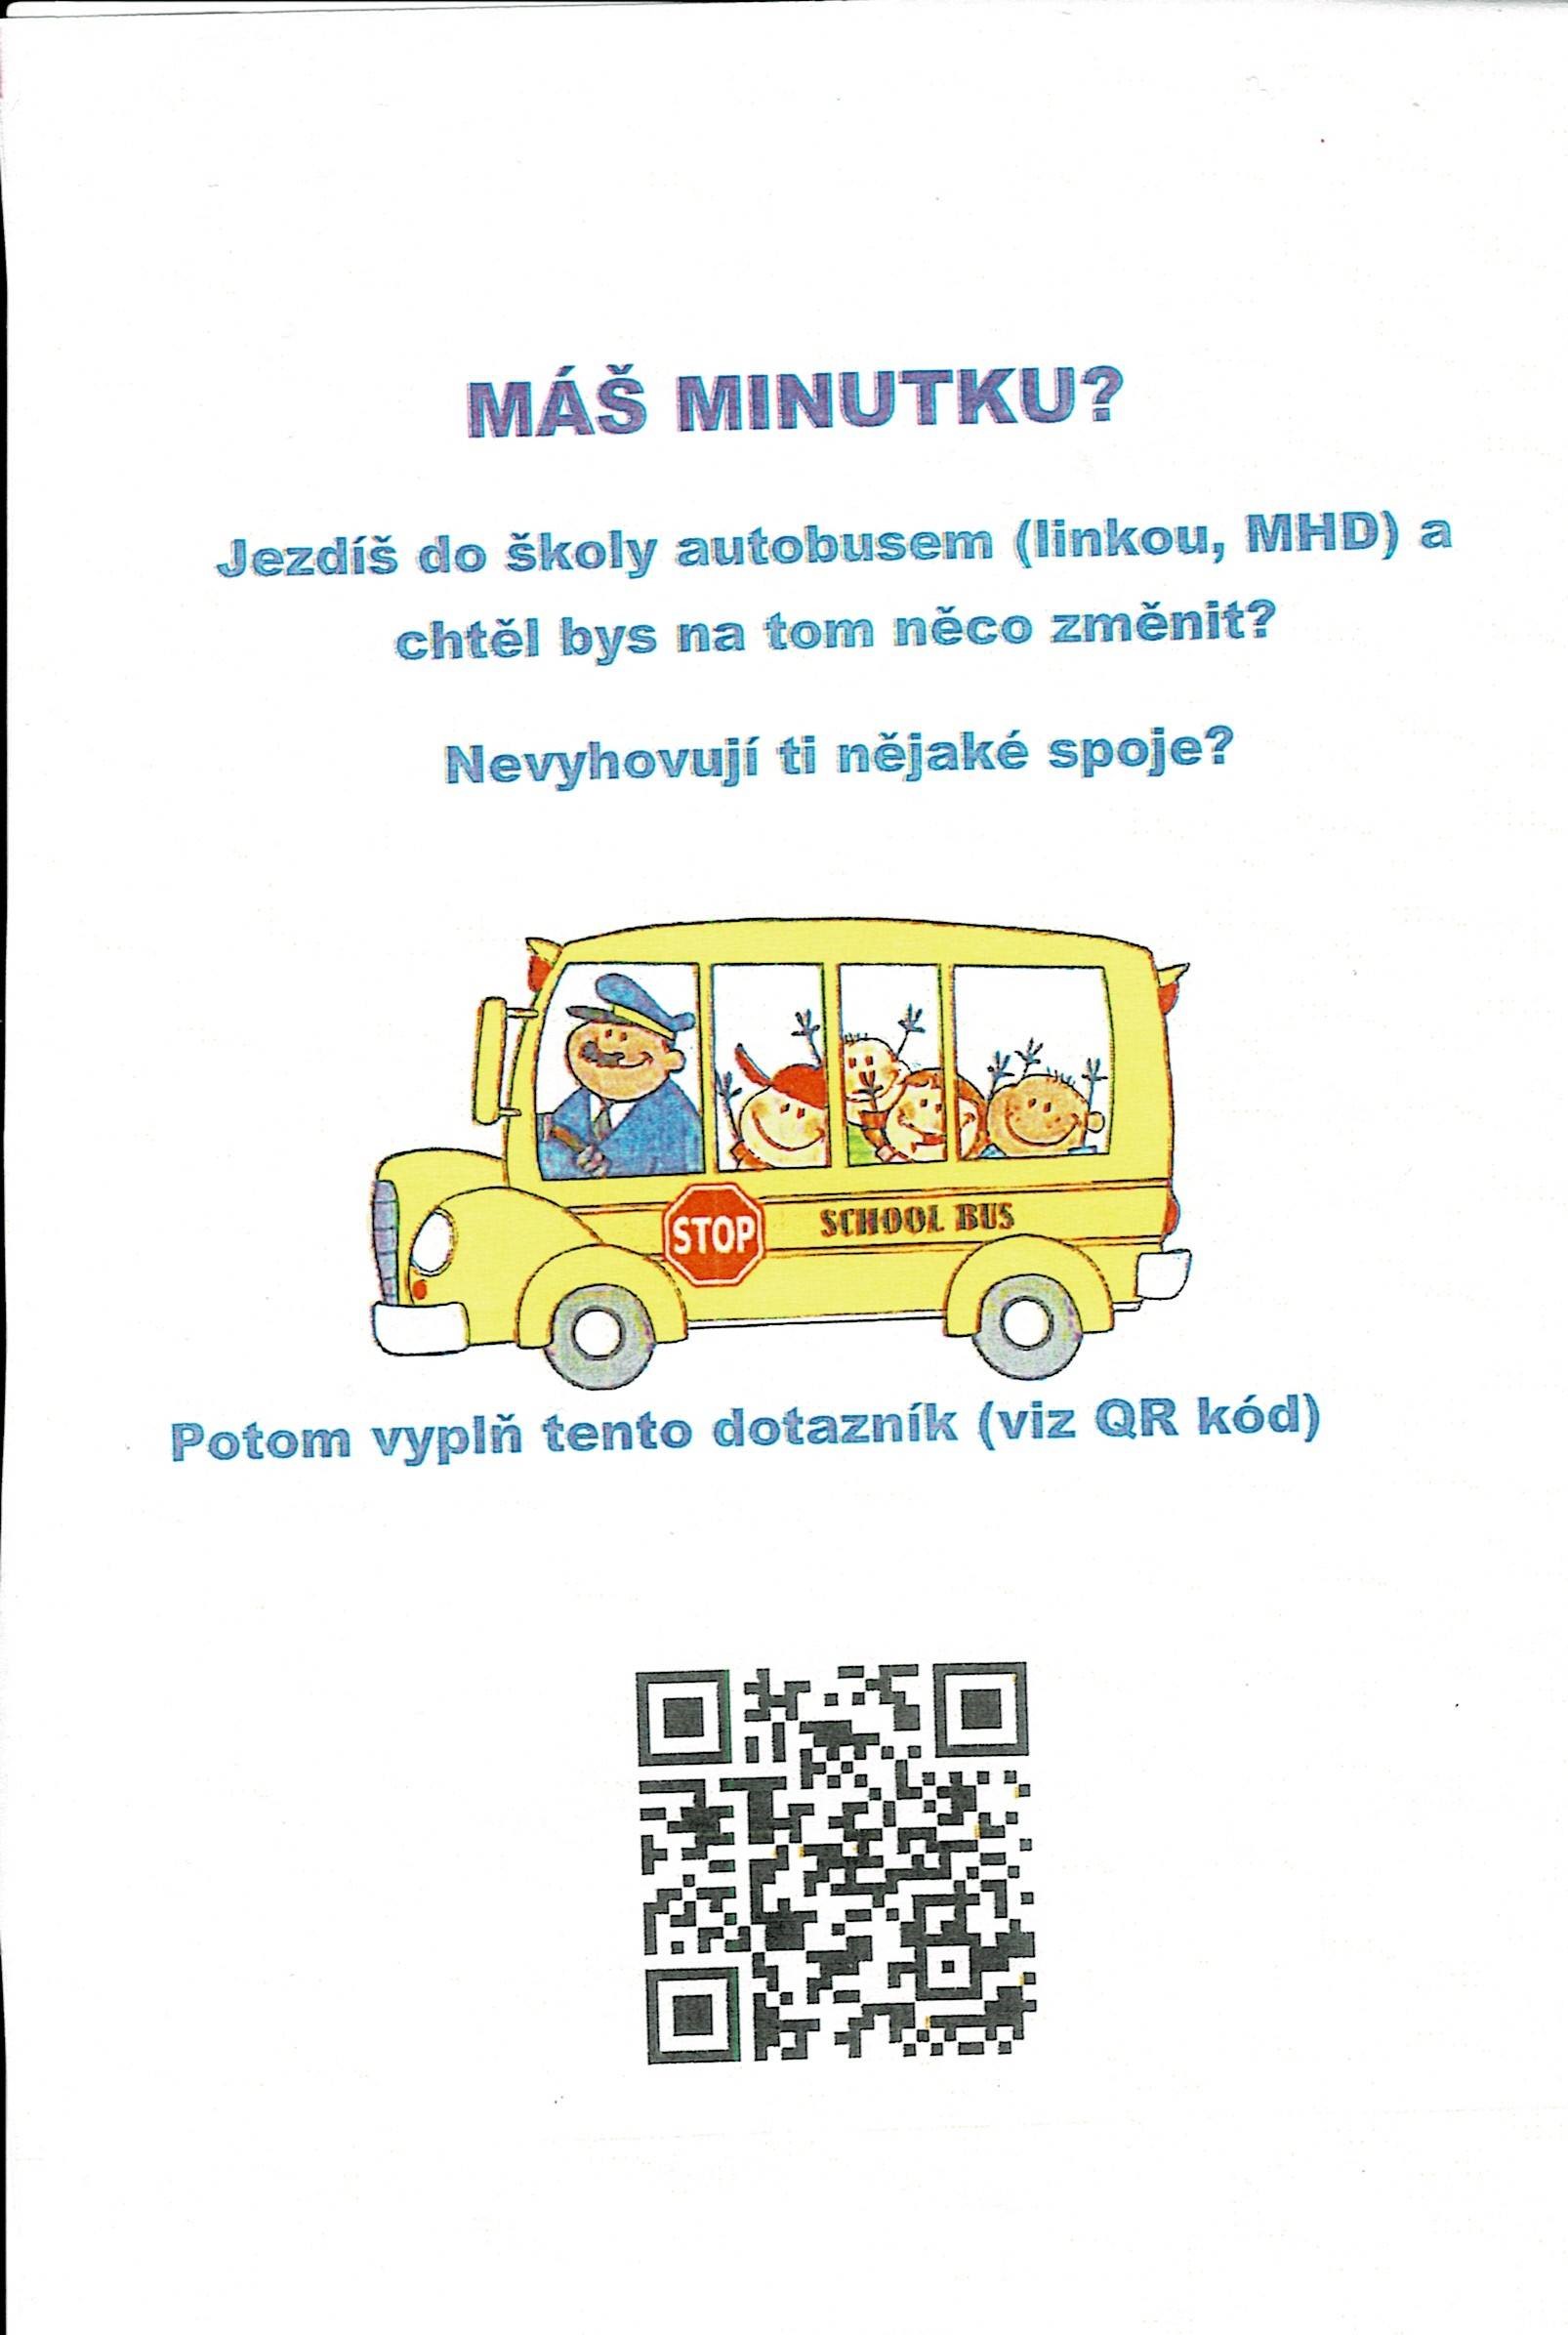 MÁŠ MINUTKU?
Jezdíš do školy autobusem (linkou, MHD) a
chtěl bys na tom něco změnit?
Nevyhovují ti nějaké spoje?
STOP
SCHOOL BUS
Potom vyplň tento dotazník (viz QR kód)